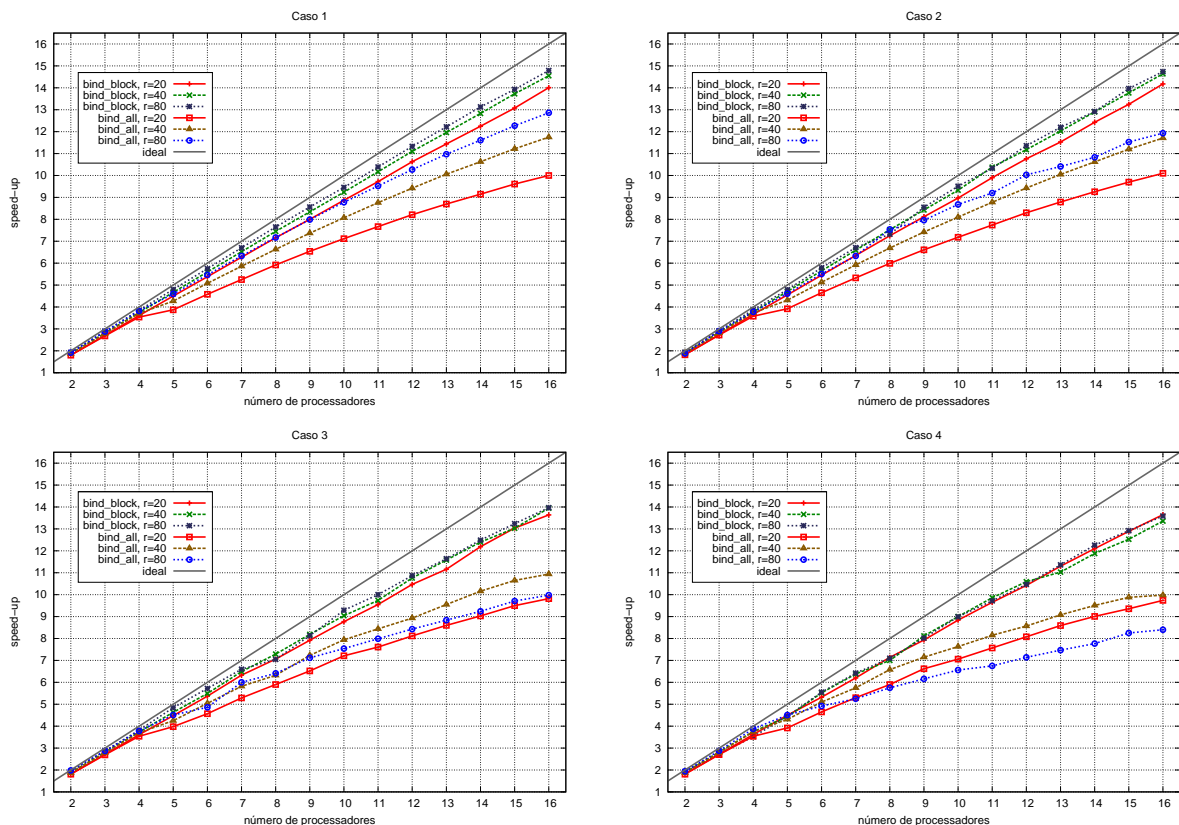 Caso 1
16
15
14
13
12
11
10
9
8
7
6
5
4
3
2
1
speed-up
bind_block, r=20
bind_block, r=40
bind_block, r=80
bind_all, r=20
bind_all, r=40
bind_all, r=80
ideal
2 3 4 5 6 7 8 9 10 11 12 13 14 15 16
número de processadores
Caso 2
16
15
14
13
12
11
10
9
8
7
6
5
4
3
2
1
speed-up
bind_block, r=20
bind_block, r=40
bind_block, r=80
bind_all, r=20
bind_all, r=40
bind_all, r=80
ideal
2 3 4 5 6 7 8 9 10 11 12 13 14 15 16
número de processadores
Caso 3
16
15
14
13
12
11
10
9
8
7
6
5
4
3
2
1
speed-up
bind_block, r=20
bind_block, r=40
bind_block, r=80
bind_all, r=20
bind_all, r=40
bind_all, r=80
ideal
2 3 4 5 6 7 8 9 10 11 12 13 14 15 16
número de processadores
Caso 4
16
15
14
13
12
11
10
9
8
7
6
5
4
3
2
1
speed-up
bind_block, r=20
bind_block, r=40
bind_block, r=80
bind_all, r=20
bind_all, r=40
bind_all, r=80
ideal
2 3 4 5 6 7 8 9 10 11 12 13 14 15 16
número de processadores